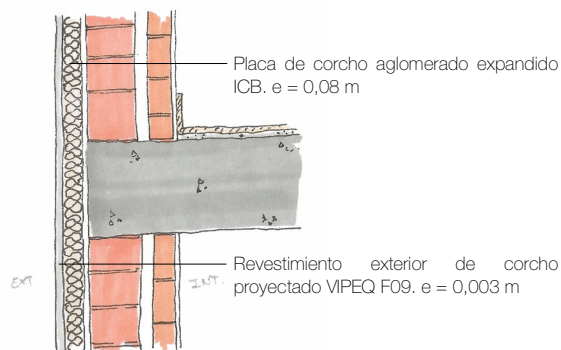 Placa de corcho aglomerado expandido
ICB. e = 0,08 m
EXT
INT.
Revestimiento exterior de corcho
proyectado VIPEQ F09. e = 0,003 m